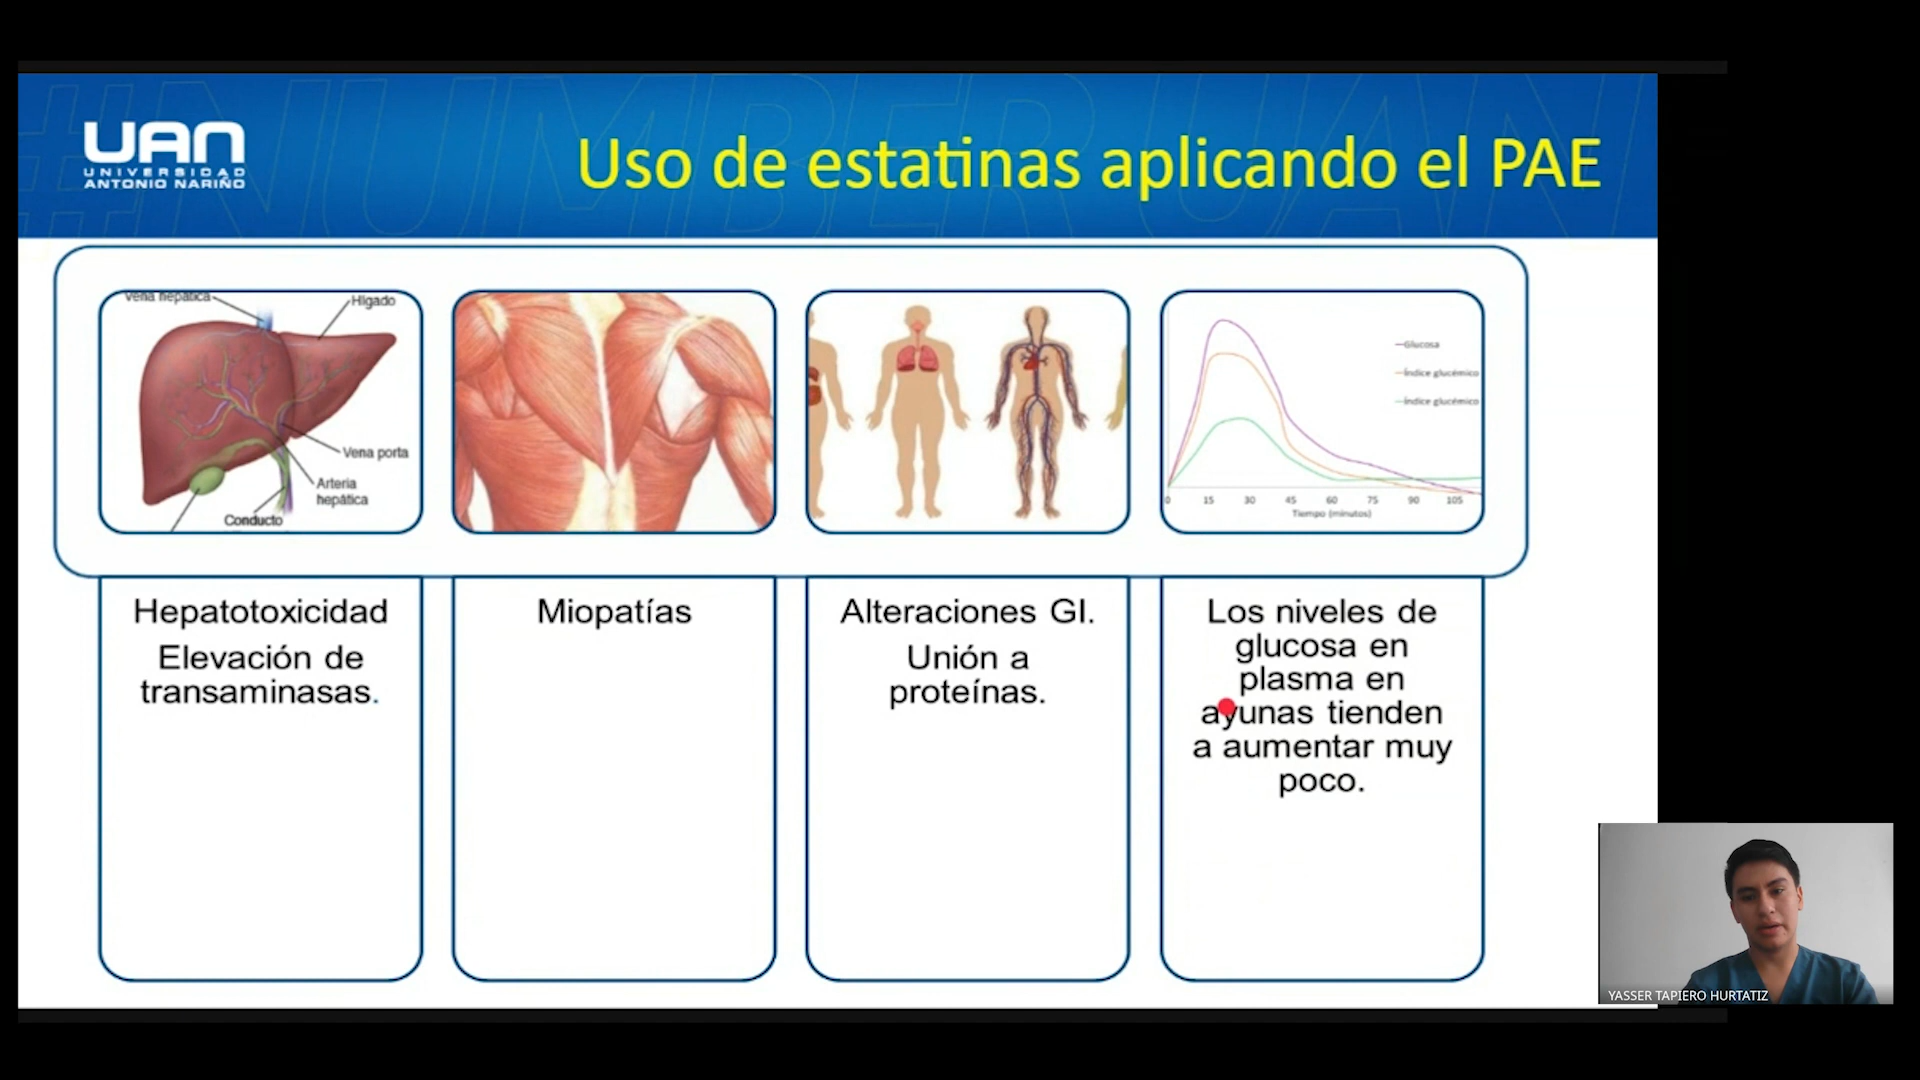 #NUMBER UAN
UAN
UNIVERSIDAD
ANTONIO NARIÑO
Uso de estatinas aplicando el PAE
Vena hepática
Hígado
Vena porta
Arteria
hepática
Conducto
Glucosa
Índice glucémico
Índice glucémico
0 15 30 45 60 75 90 105
Tiempo (minutos)
Hepatotoxicidad
Elevación de
transaminasas.
Miopatías
Alteraciones GI.
Unión a
proteínas.
Los niveles de
glucosa en
plasma en
ayunas tienden
a aumentar muy
poco.
YASSER TAPIERO HURTATIZ